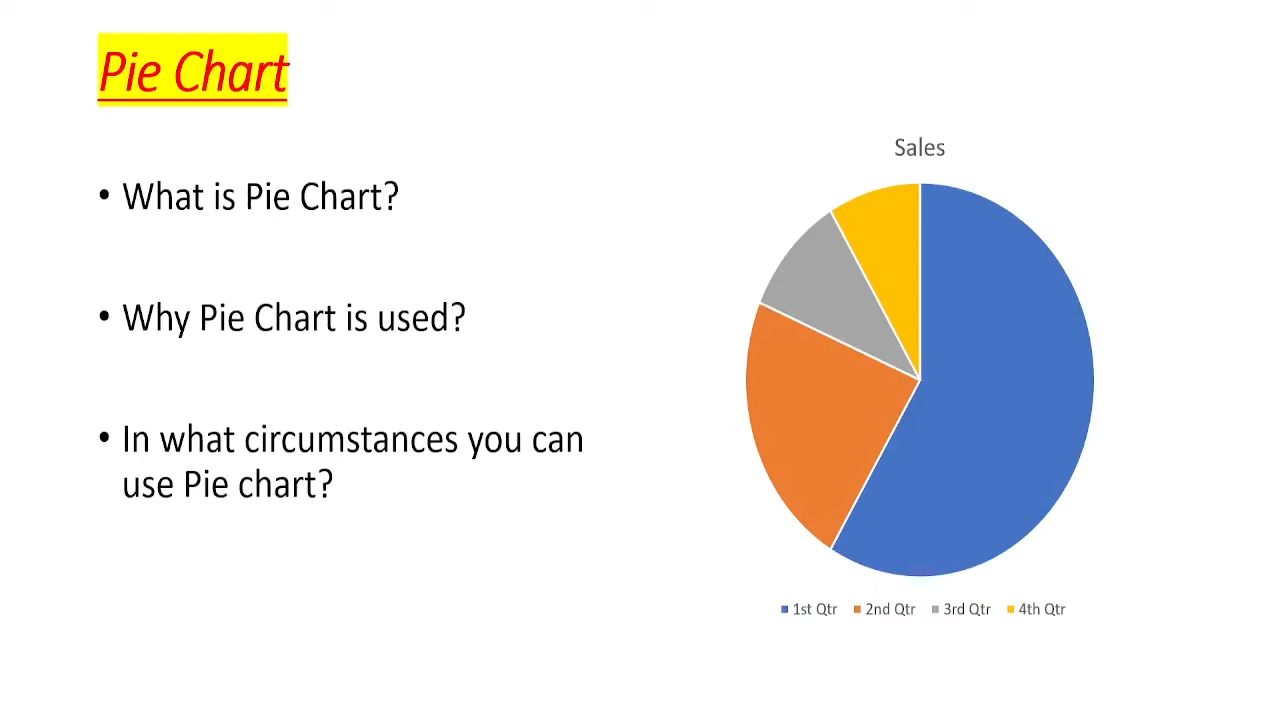 Pie Chart
• What is Pie Chart?
• Why Pie Chart is used?
• In what circumstances you can
use Pie chart?
Sales
1st Qtr 2nd Qtr 3rd Qtr 4th Qtr